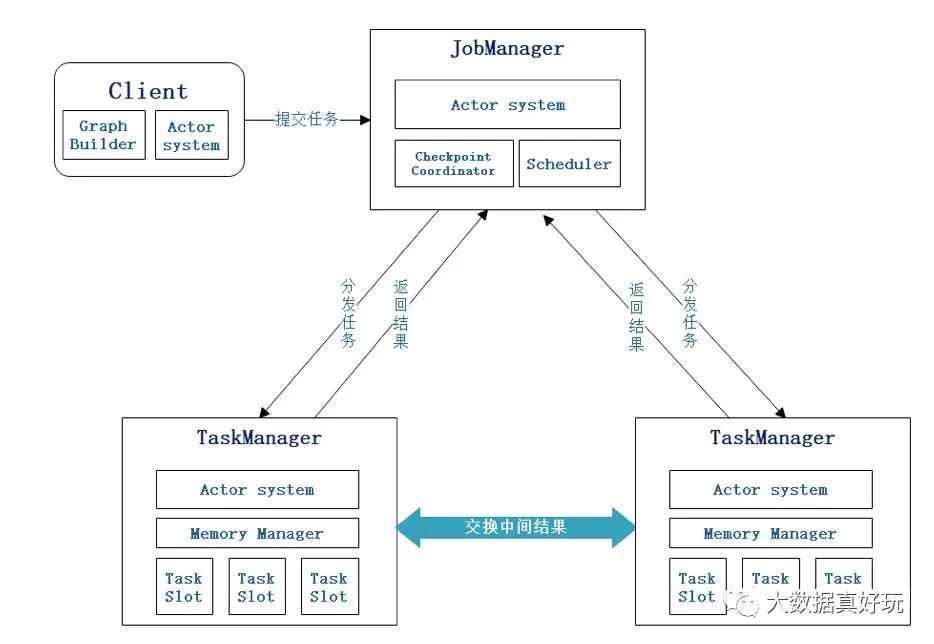 JobManager
Client
Actor system
Graph
Builder
Actor
system
提交任务
Checkpoint
Coordinator
Scheduler
分发任务
返回结果
返回结果
分发任务
TaskManager
Actor system
Memory Manager
Task
Slot
Task
Slot
Task
Slot
交换中间结果
TaskManager
Actor system
Memory Manager
Task
Slot
Task
Task
大数据真好玩